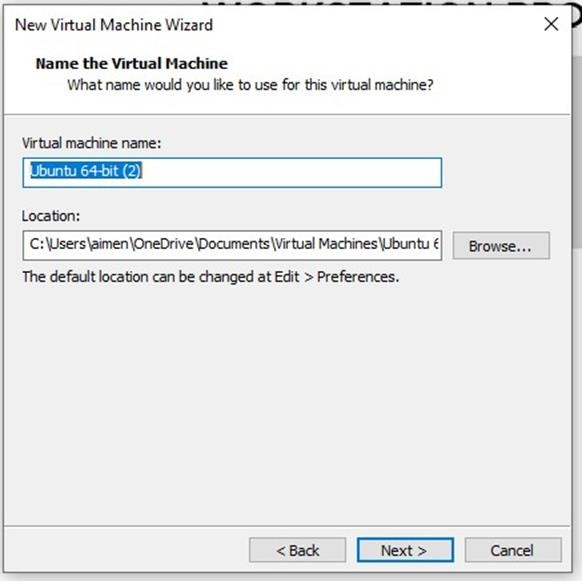 New Virtual Machine Wizard
Name the Virtual Machine
What name would you like to use for this virtual machine?
Virtual machine name:
Ubuntu 64-bit (2)
Location:
C:\Users\aimen\OneDrive\Documents\Virtual Machines\Ubuntu 6
Browse...
The default location can be changed at Edit > Preferences.
< Back
Next >
Cancel